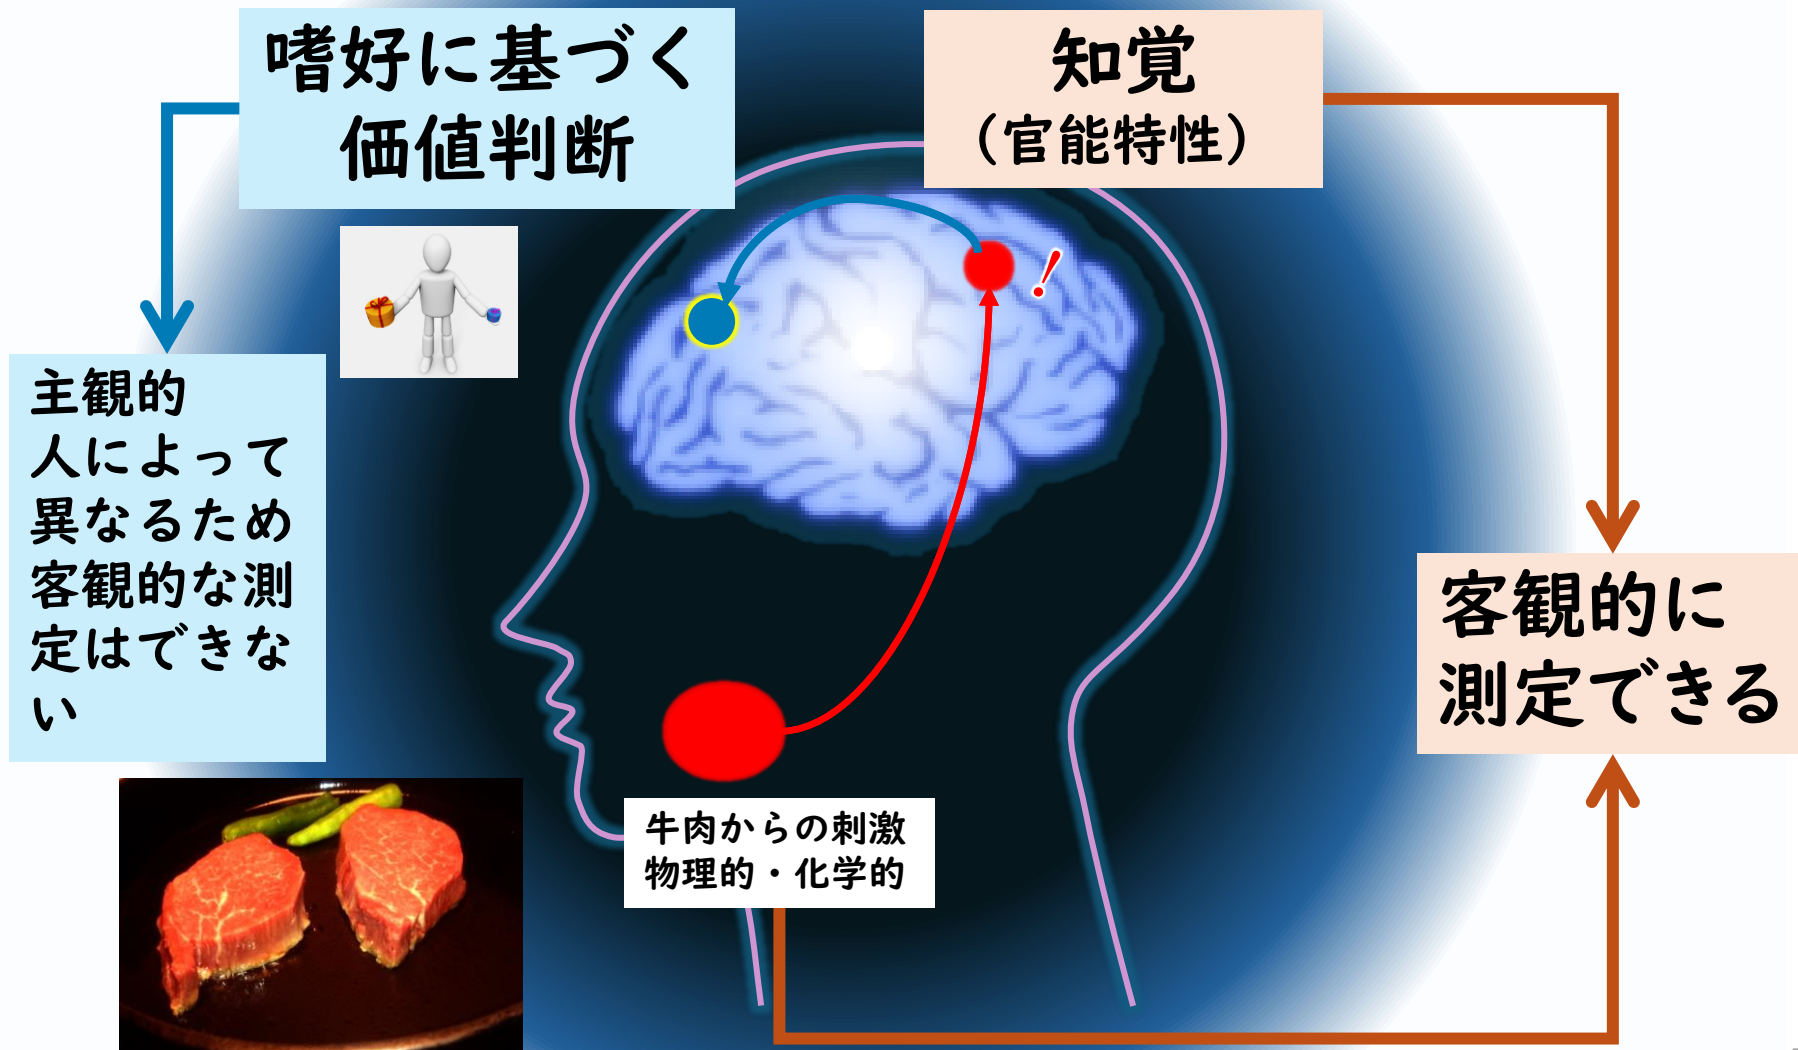 嗜好に基づく
価値判断
知覚
（官能特性）
!
主観的
人によって
異なるため
客観的な測
定はできな
い
客観的に
測定できる
牛肉からの刺激
物理的・化学的